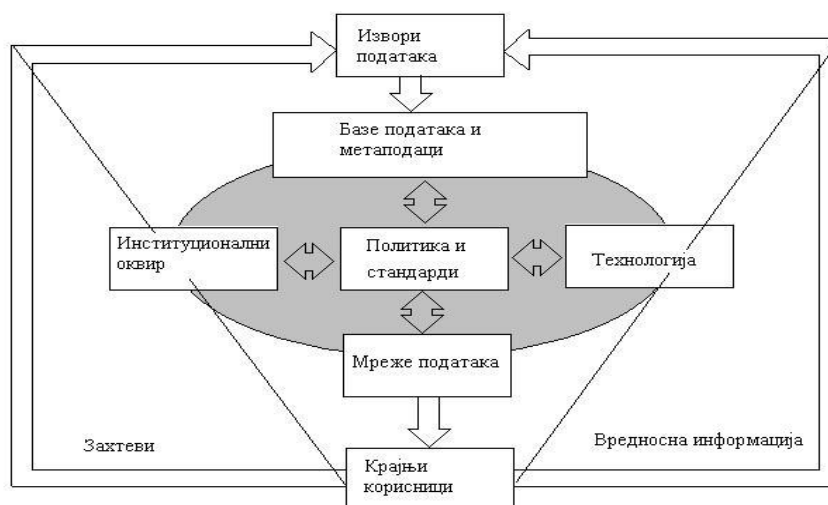 Извори
података
Базе података и
метаподаци
Институционални
оквир
Политика и
стандарди
Технологија
Мреже података
Захтеви
Вредносна информација
Крајњи
корисници